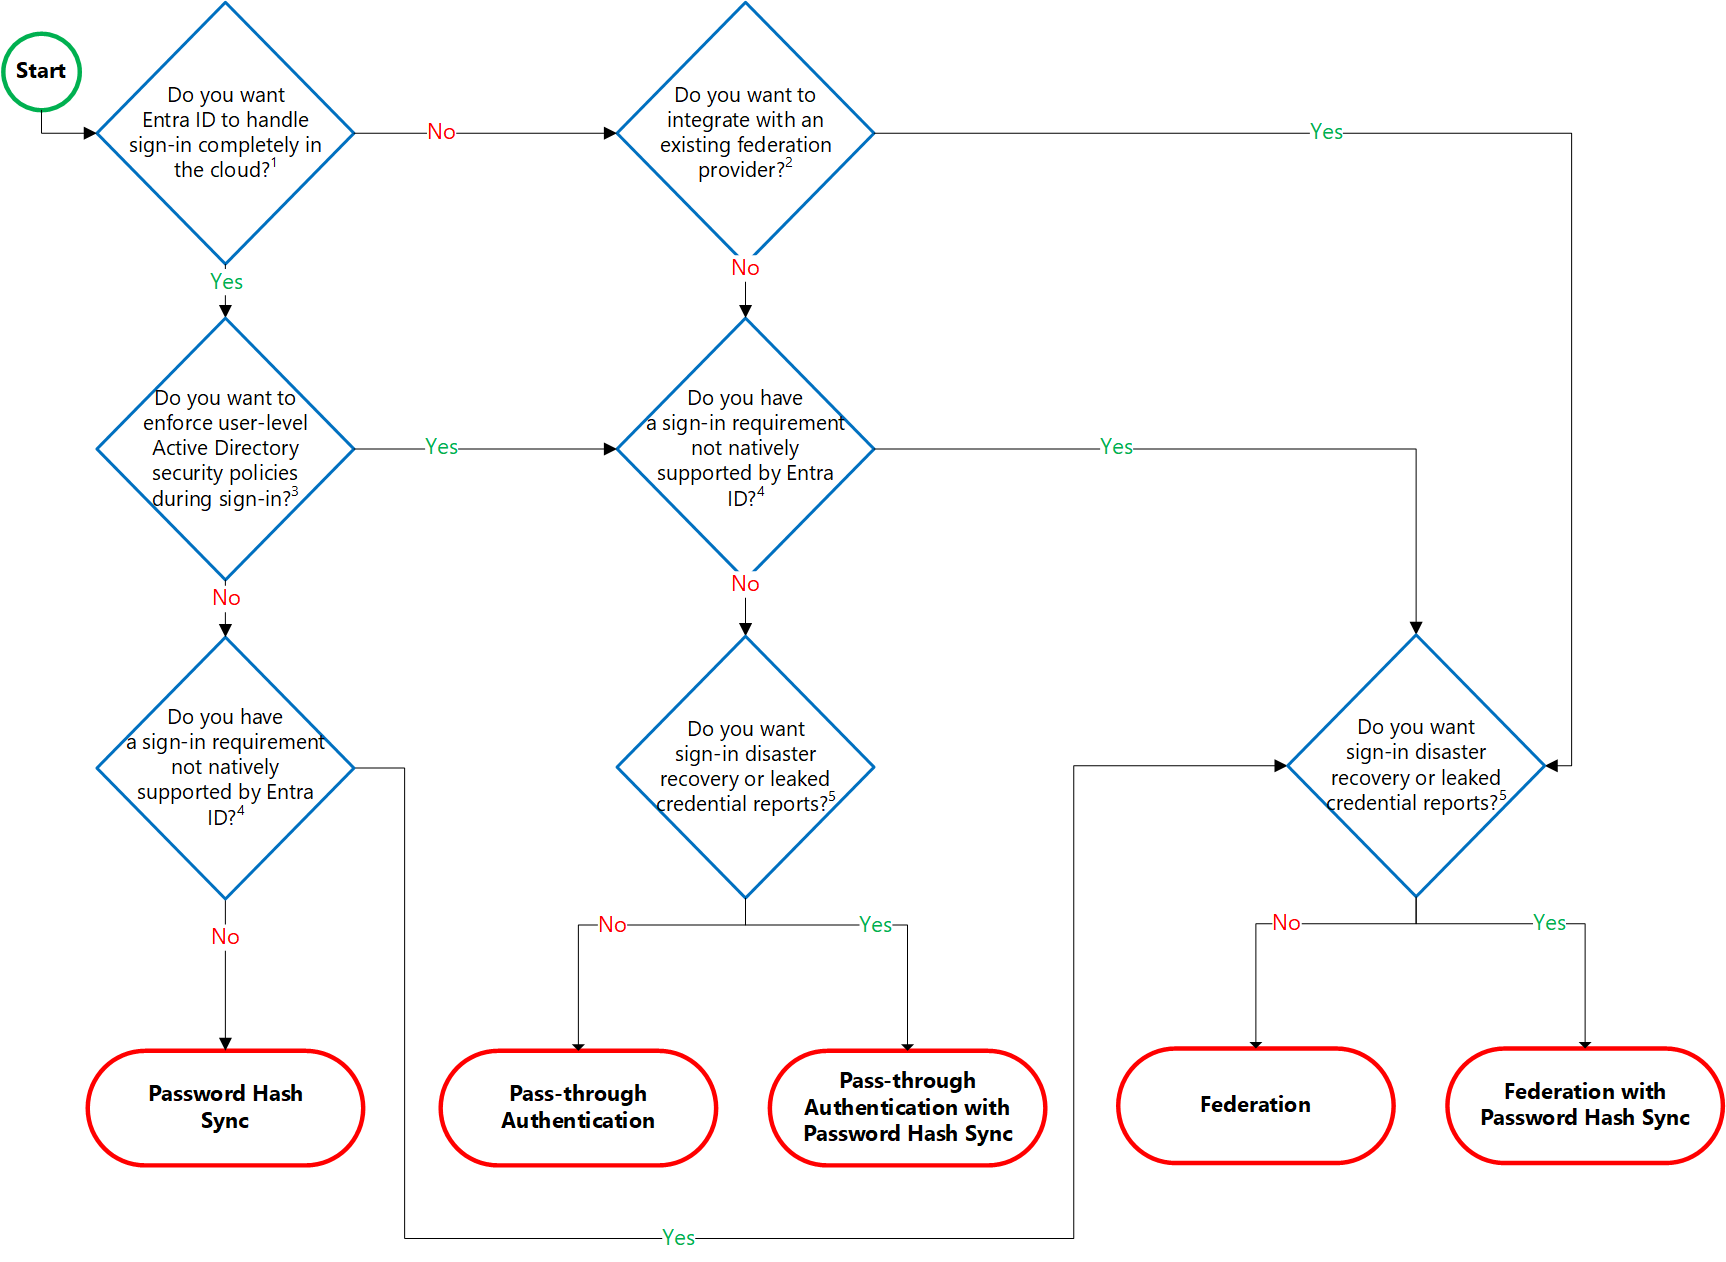 Start
Do you want
Entra ID to handle
sign-in completely in
the cloud?1
No
Do you want to
integrate with an
existing federation
provider?2
Yes
Yes
No
Do you want to
enforce user-level
Active Directory
security policies
during sign-in?3
Yes
Do you have
a sign-in requirement
not natively
supported by Entra
ID?4
Yes
No
No
Do you have
a sign-in requirement
not natively
supported by Entra
ID?4
Do you want
sign-in disaster
recovery or leaked
credential reports?5
Do you want
sign-in disaster
recovery or leaked
credential reports?5
No
No
Yes
No
Yes
Password Hash
Sync
Pass-through
Authentication
Pass-through
Authentication with
Password Hash Sync
Federation
Federation with
Password Hash Sync
Yes